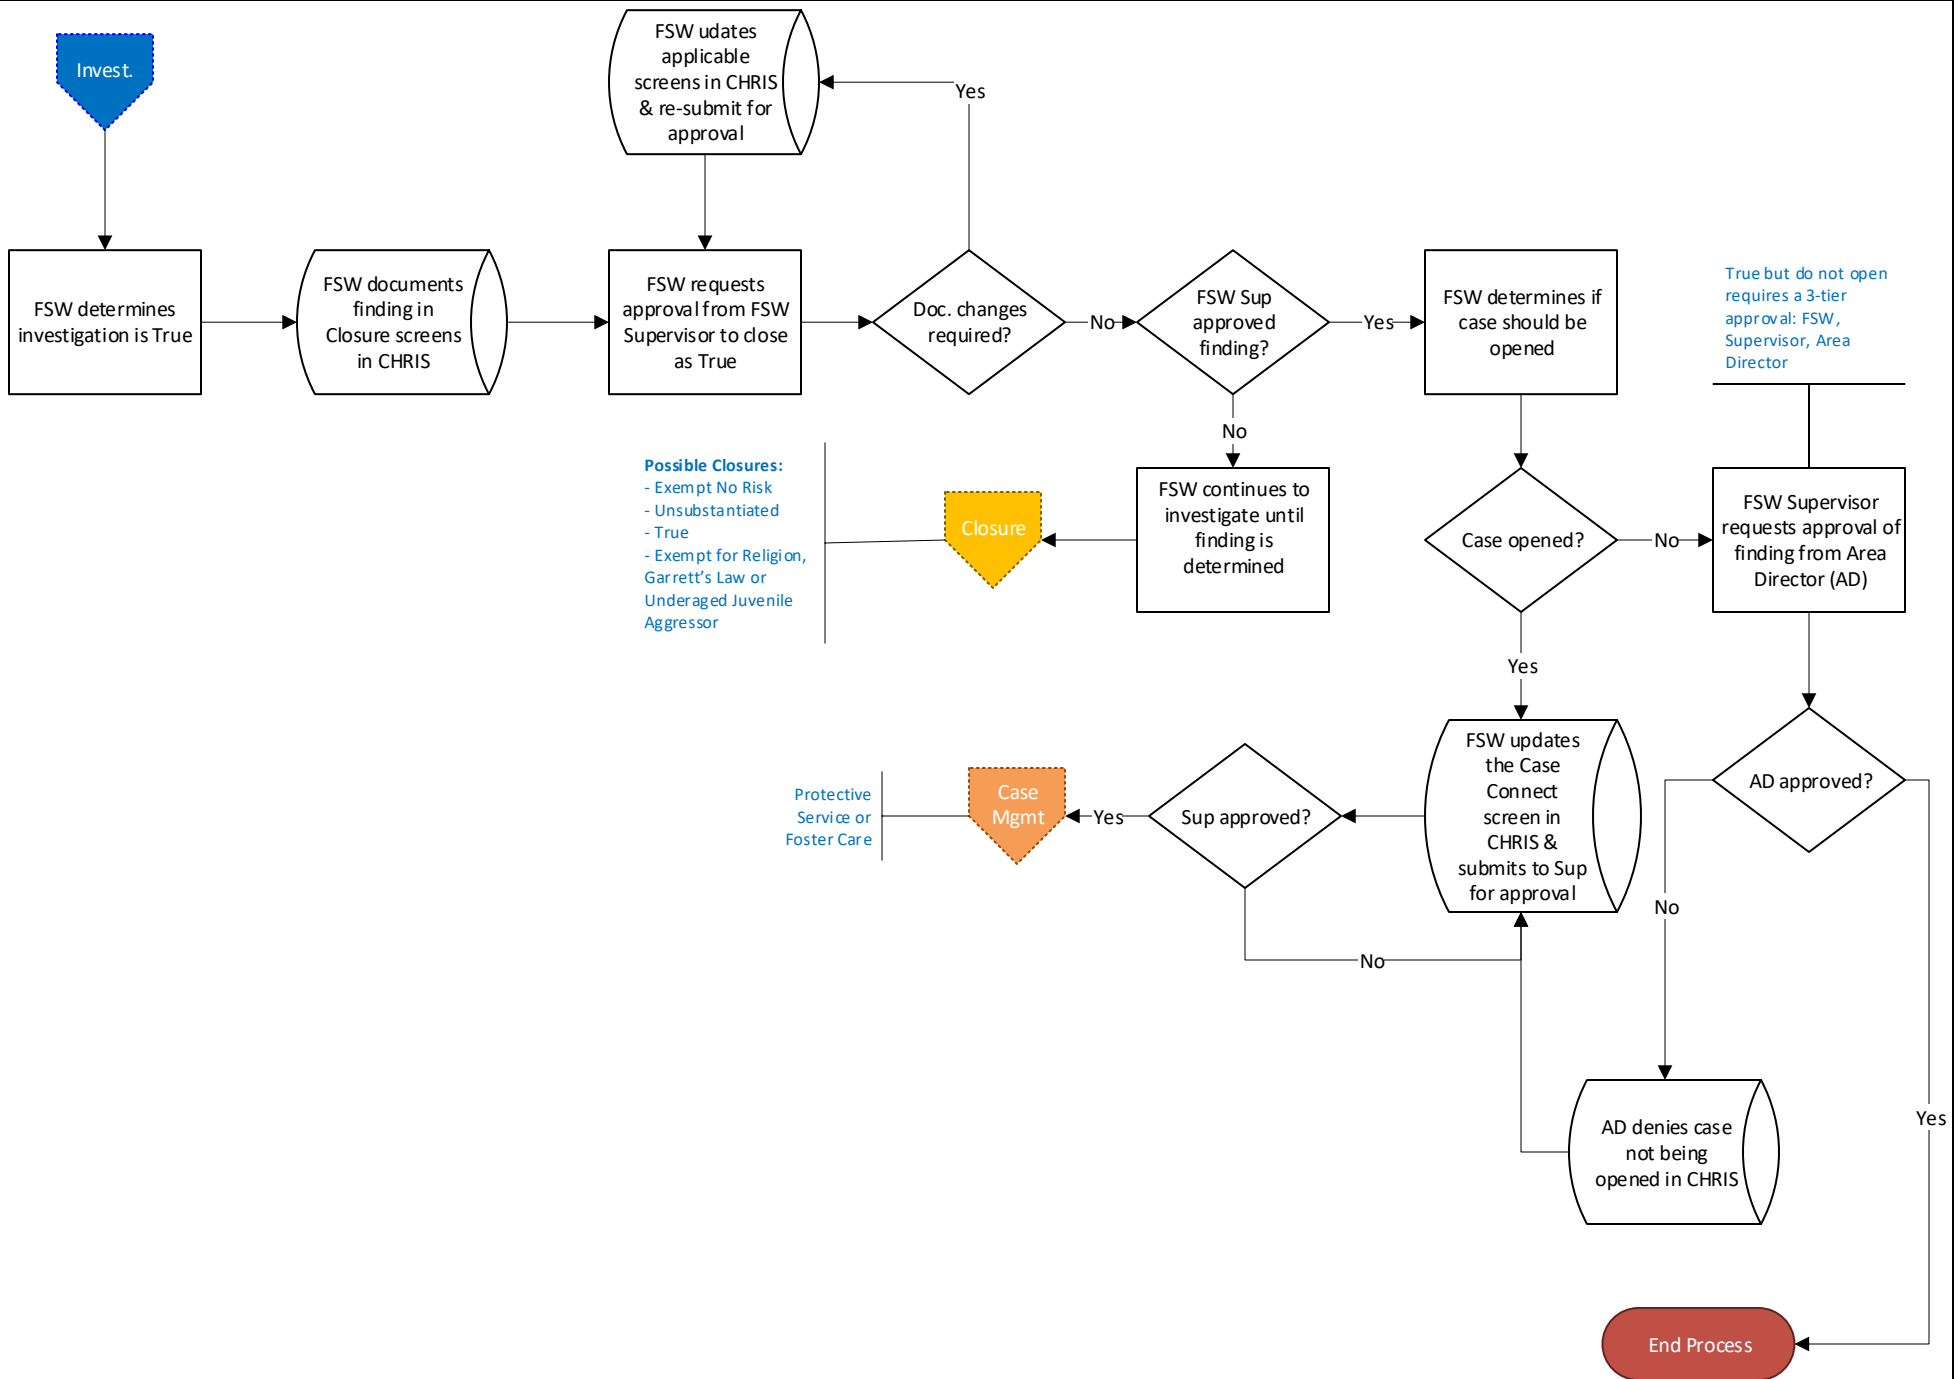 Invest.
FSW udates
applicable
screens in CHRIS
& re-submit for
approval
Yes
FSW determines
investigation is True
FSW documents
finding in
Closure screens
in CHRIS
FSW requests
approval from FSW
Supervisor to close
as True
Doc. changes
required?
No
FSW Sup
approved
finding?
Yes
FSW determines if
case should be
opened
True but do not open
requires a 3-tier
approval: FSW,
Supervisor, Area
Director
No
Possible Closures:
- Exempt No Risk
- Unsubstantiated
- True
- Exempt for Religion,
Garrett's Law or
Underaged Juvenile
Aggressor
Closure
FSW continues to
investigate until
finding is
determined
Case opened?
No
FSW Supervisor
requests approval of
finding from Area
Director (AD)
Yes
Protective
Service or
Foster Care
Case
Mgmt
Yes
Sup approved?
FSW updates
the Case
Connect
screen in
CHRIS &
submits to Sup
for approval
AD approved?
No
No
AD denies case
not being
opened in CHRIS
Yes
End Process